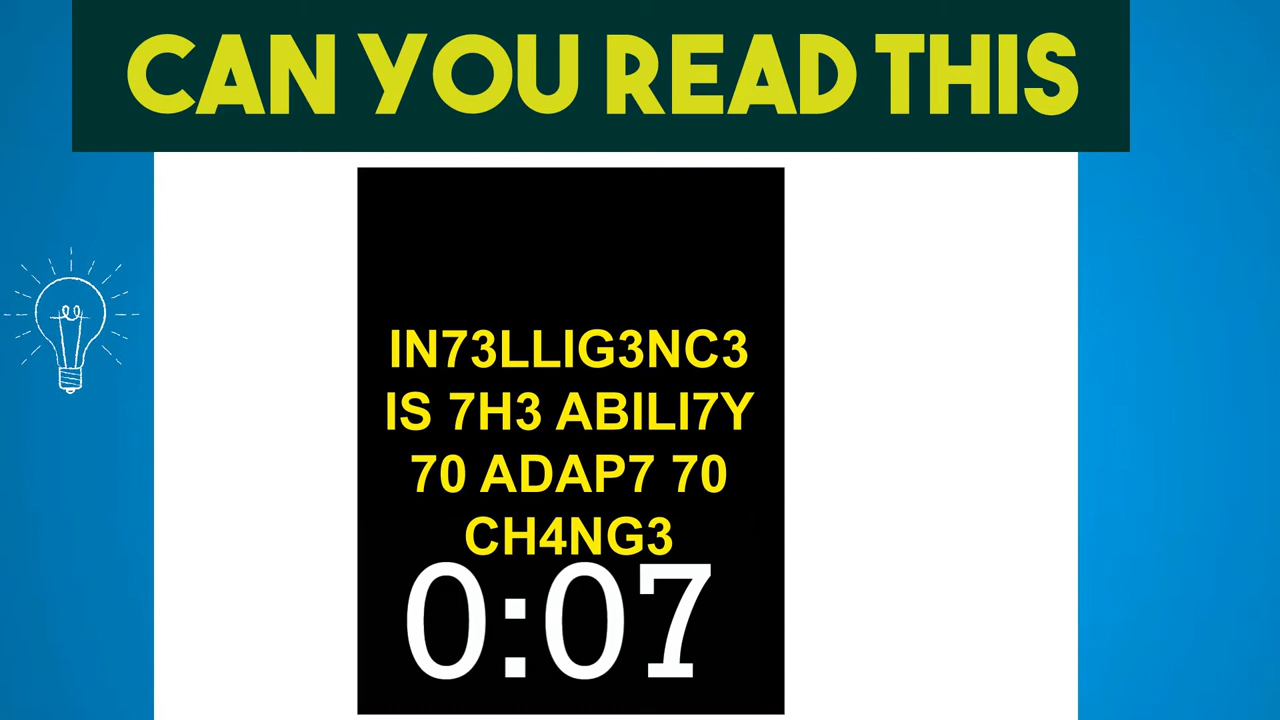 CAN YOU READ THIS
IN73LLIG3NC3
IS 7H3 ABILI7Y
70 ADAP7 70
CH4NG3
0:07